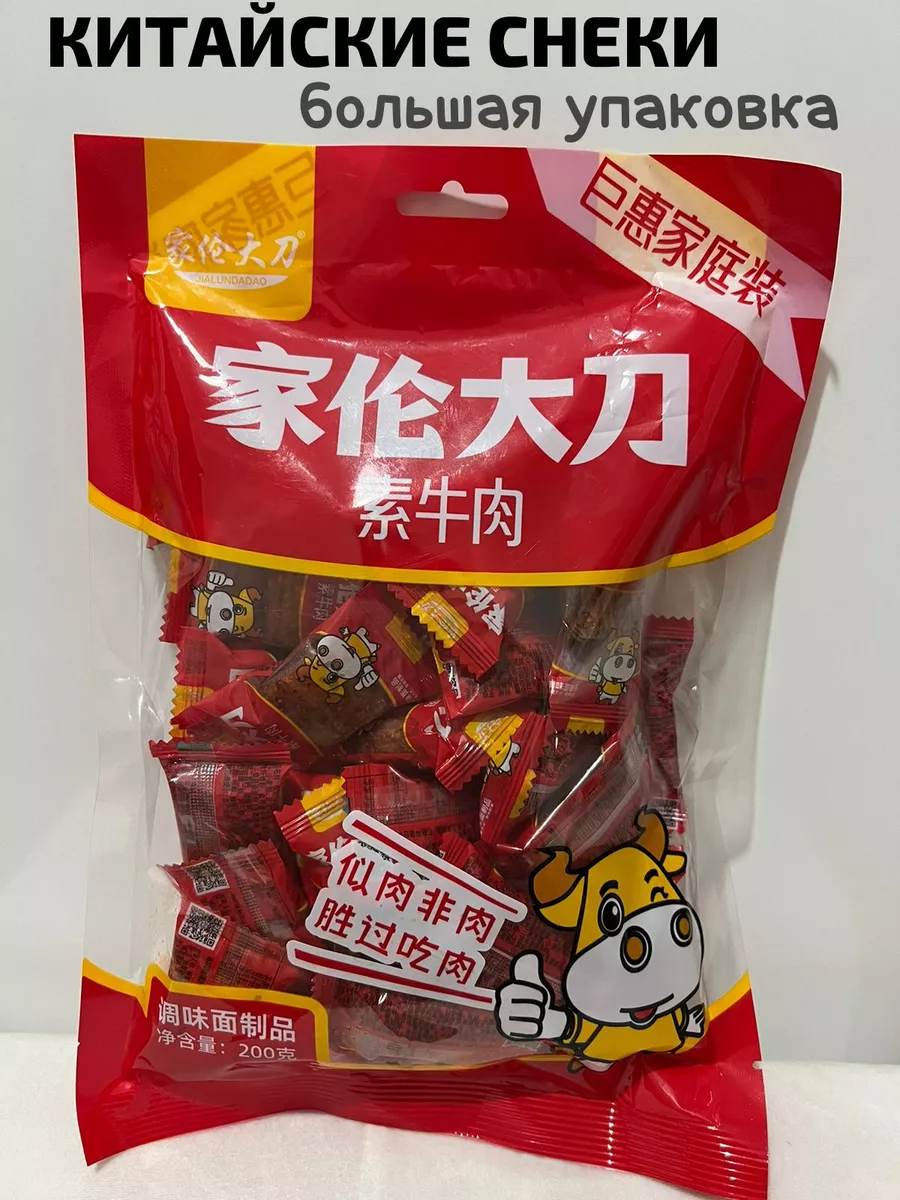 КИТАЙСКИЕ СНЕКИ
большая упаковка
家伦大刀®
JIALUNDADAO
巨惠家庭装
家伦大刀
素牛肉
似肉非肉
胜过吃肉
调味面制品
净含量：200克